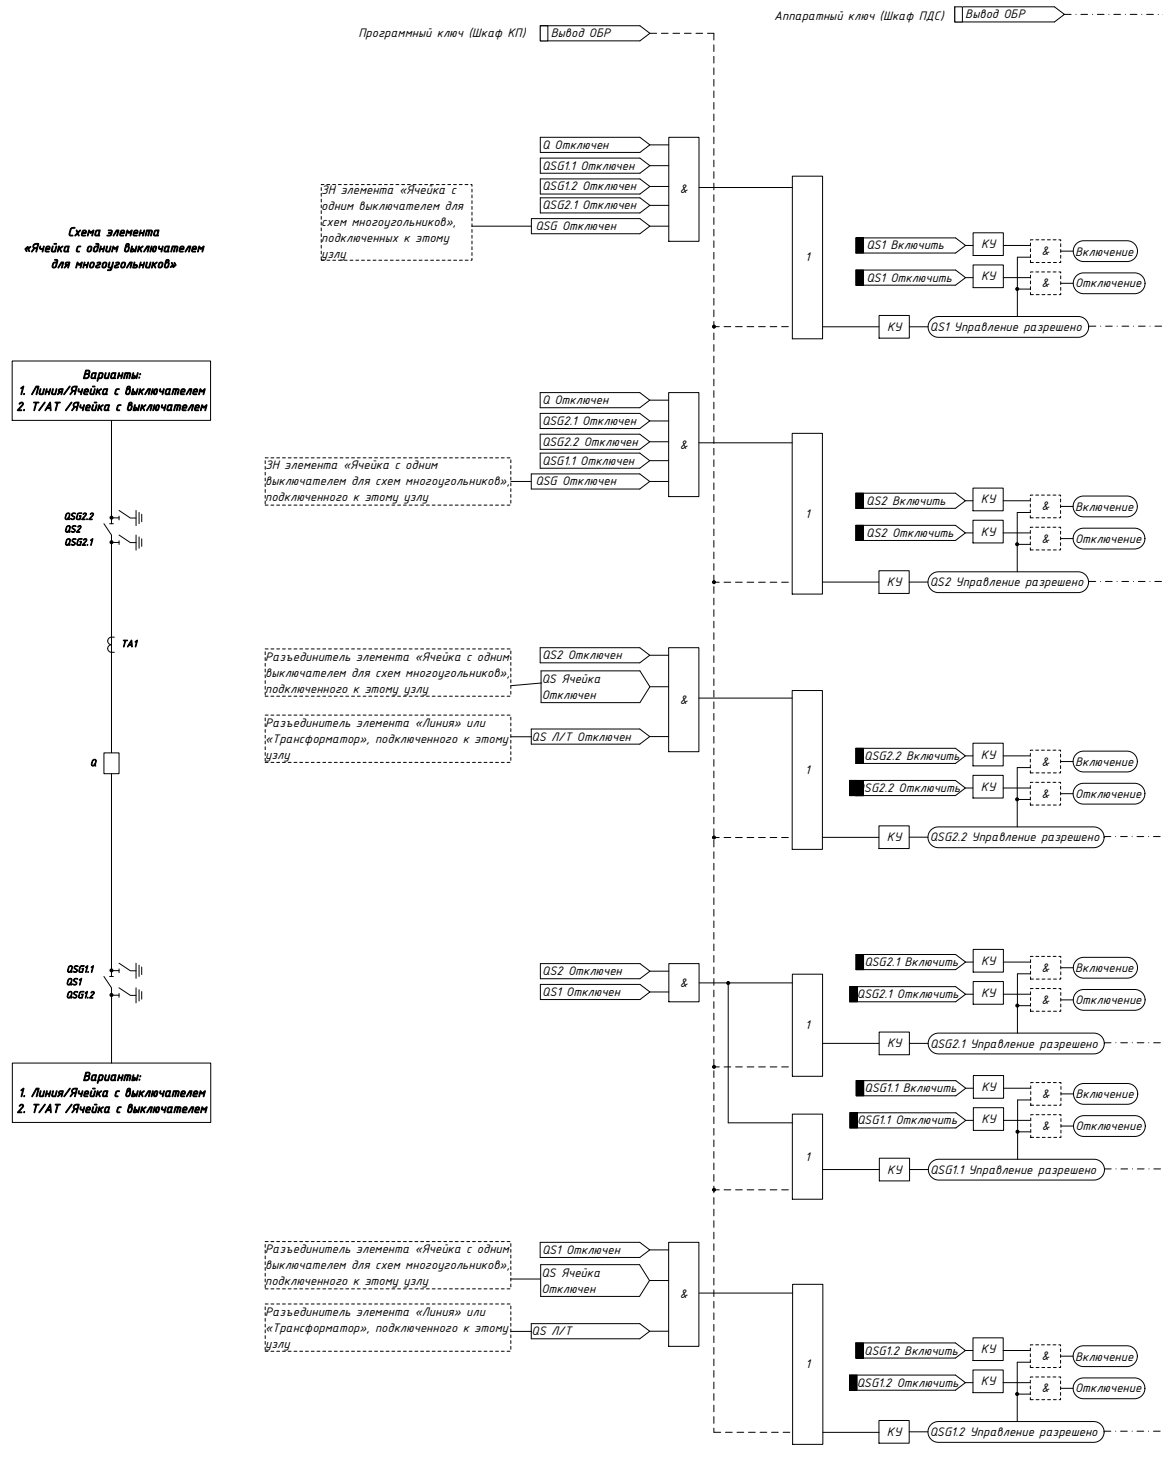 Аппаратный ключ (Шкаф ПДС)
Вывод ОБР
Программный ключ (Шкаф КП)
Вывод ОБР
Схема элемента
«Ячейка с одним выключателем
для многоугольников»
Варианты:
1. Линия/Ячейка с выключателем
2. Т/АТ /Ячейка с выключателем
QSG2.2
QS2
QSG2.1
TA1
Q
QSG1.1
QS1
QSG1.2
Варианты:
1. Линия/Ячейка с выключателем
2. Т/АТ /Ячейка с выключателем
Q Отключен
QSG1.1 Отключен
QSG1.2 Отключен
QSG2.1 Отключен
QSG Отключен
ЗН элемента «Ячейка с
одним выключателем для
схем многоугольников»,
подключенных к этому
узлу
&
1
QS1 Включить
КУ
&
Включение
QS1 Отключить
КУ
&
Отключение
КУ
QS1 Управление разрешено
Q Отключен
QSG2.1 Отключен
QSG2.2 Отключен
QSG1.1 Отключен
QSG Отключен
ЗН элемента «Ячейка с одним
выключателем для схем многоугольников»,
подключенного к этому узлу
&
1
QS2 Включить
КУ
&
Включение
QS2 Отключить
КУ
&
Отключение
КУ
QS2 Управление разрешено
Разъединитель элемента «Ячейка с одним
выключателем для схем многоугольников»,
подключенного к этому узлу
QS2 Отключен
QS Ячейка
Отключен
Разъединитель элемента «Линия» или
«Трансформатор», подключенного к этому
узлу
QS Л/Т Отключен
&
1
QSG2.2 Включить
КУ
&
Включение
SG2.2 Отключить
КУ
&
Отключение
КУ
QSG2.2 Управление разрешено
QS2 Отключен
QS1 Отключен
&
1
QSG2.1 Включить
КУ
&
Включение
QSG2.1 Отключить
КУ
&
Отключение
КУ
QSG2.1 Управление разрешено
1
QSG1.1 Включить
КУ
&
Включение
QSG1.1 Отключить
КУ
&
Отключение
КУ
QSG1.1 Управление разрешено
Разъединитель элемента «Ячейка с одним
выключателем для схем многоугольников»,
подключенного к этому узлу
QS1 Отключен
QS Ячейка
Отключен
Разъединитель элемента «Линия» или
«Трансформатор», подключенного к этому
узлу
QS Л/Т
&
1
QSG1.2 Включить
КУ
&
Включение
QSG1.2 Отключить
КУ
&
Отключение
КУ
QSG1.2 Управление разрешено